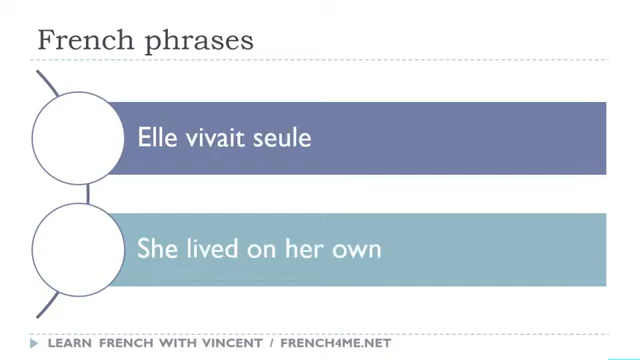 French phrases
Elle vivait seule
She lived on her own
LEARN FRENCH WITH VINCENT / FRENCH4ME.NET